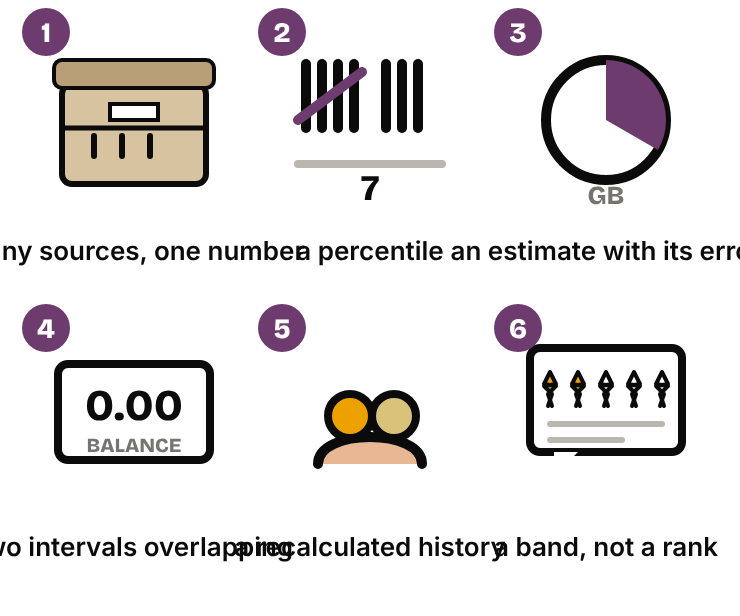 1
2
3
7
GB
ny sources, one number
a percentile
an estimate with its erro
4
5
6
0.00
BALANCE
wo intervals overlapping
a recalculated history
a band, not a rank